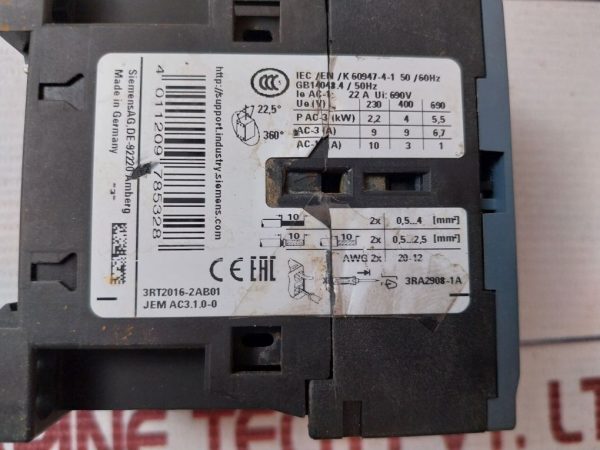 SiemensAG,DE-92220 Amberg
Made in Germany
"3"
4 011209 785328
http://support.industry.siemens.com
CCC
IEC /EN /K 60947-4-1 50 /60Hz
GB14048.4 / 50Hz
Ie AC-1: 22 A Ui: 690V
Ue (V) 230 400 690
P AC-3 (kW) 2,2 4 5,5
AC-3 (A) 9 9 6,7
10 3 1
22,5°
360°
10 2x 0,5...4 [mm²]
10 10 2x 0,5...2,5 [mm²]
AWG 2x 20-12
CE EAC
3RA2908-1A
3RT2016-2AB01
JEM AC3.1.0-0